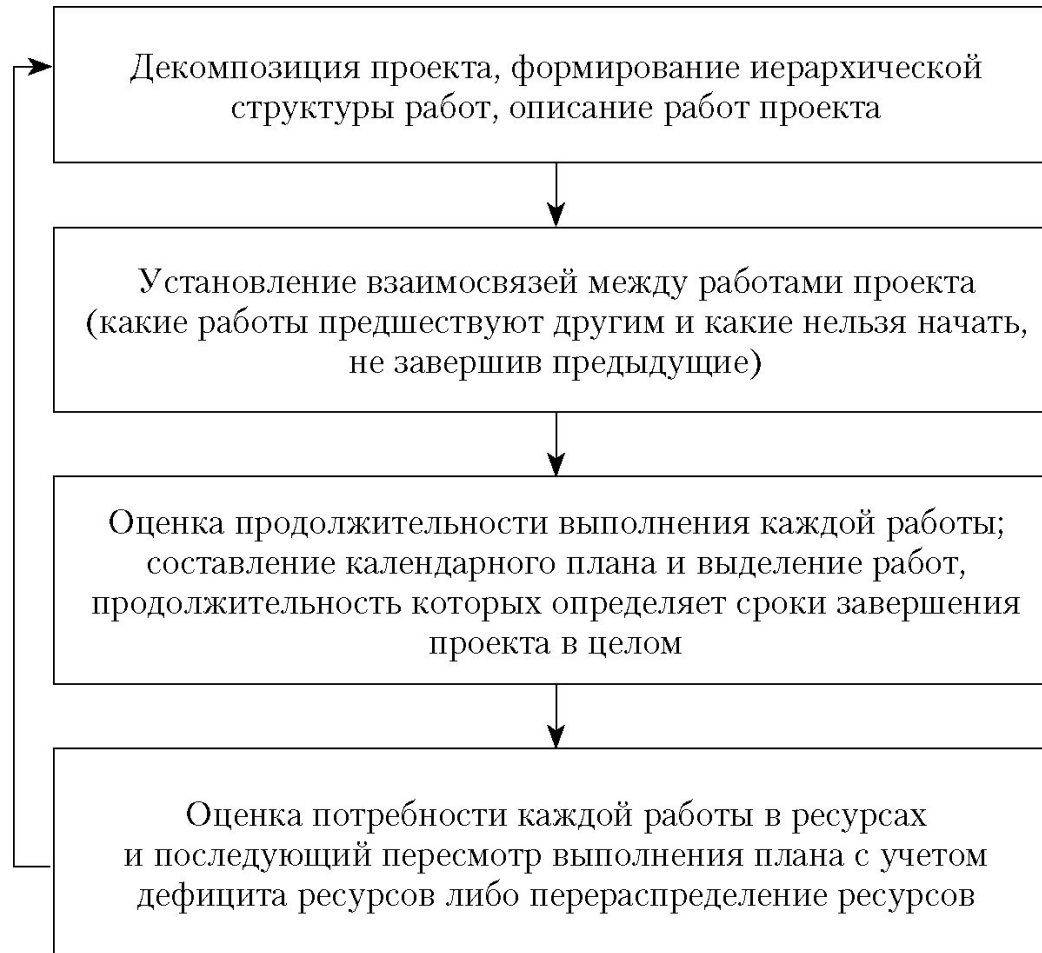 Декомпозиция проекта, формирование иерархической
структуры работ, описание работ проекта
Установление взаимосвязей между работами проекта
(какие работы предшествуют другим и какие нельзя начать,
не завершив предыдущие)
Оценка продолжительности выполнения каждой работы;
составление календарного плана и выделение работ,
продолжительность которых определяет сроки завершения
проекта в целом
Оценка потребности каждой работы в ресурсах
и последующий пересмотр выполнения плана с учетом
дефицита ресурсов либо перераспределение ресурсов